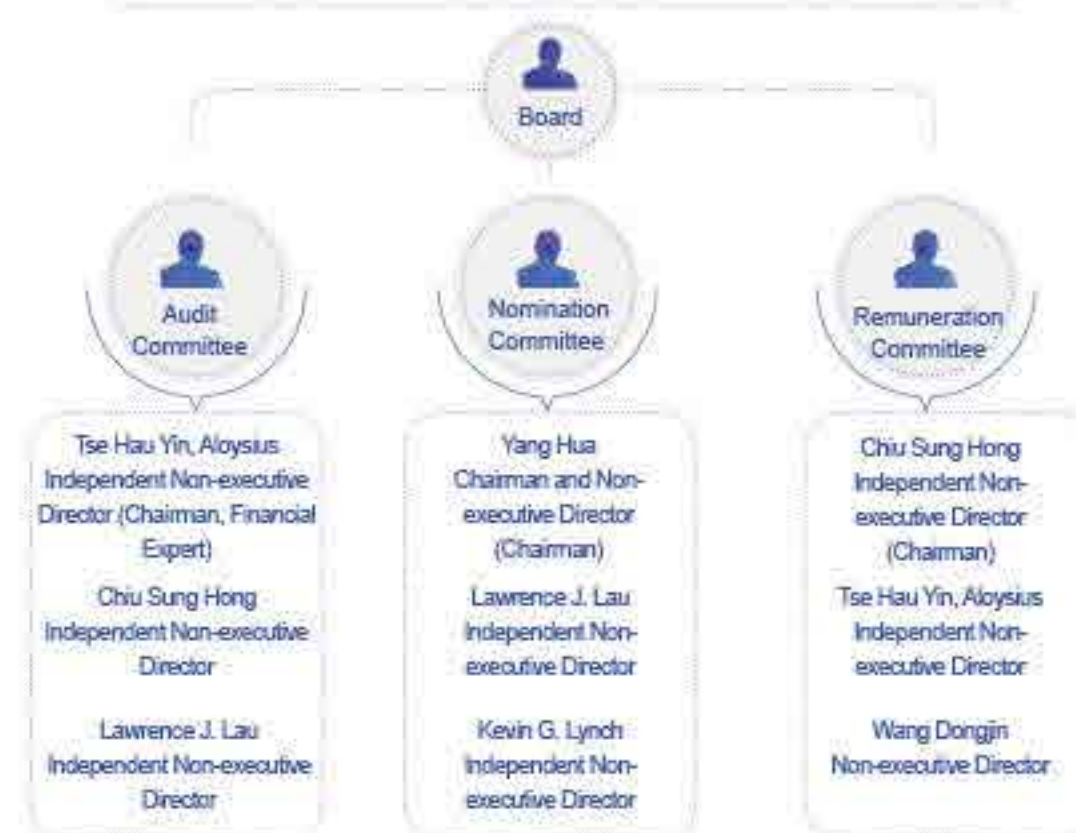 Board
Audit
Committee
Nomination
Committee
Remuneration
Committee
Tse Hau Yin, Aloysius
Independent Non-executive
Director (Chairman, Financial
Expert)
Chiu Sung Hong
Independent Non-executive
Director
Lawrence J. Lau
Independent Non-executive
Director
Yang Hua
Chairman and Non-
executive Director
(Chairman)
Lawrence J. Lau
Independent Non-
executive Director
Kevin G. Lynch
Independent Non-
executive Director
Chiu Sung Hong
Independent Non-
executive Director
(Chairman)
Tse Hau Yin, Aloysius
Independent Non-
executive Director
Wang Dongjin
Non-executive Director